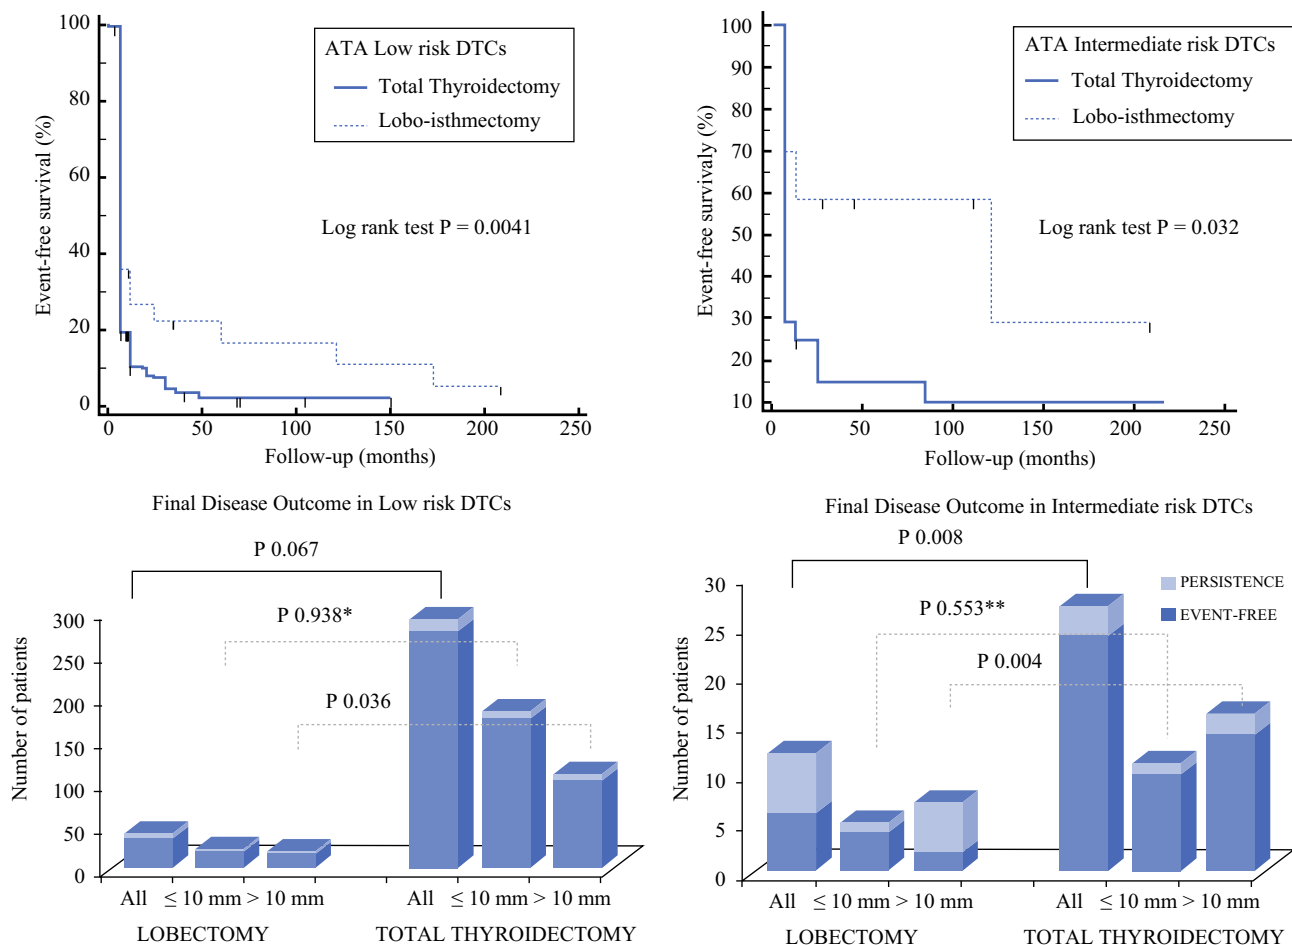 100
80
60
40
20
0
Event-free survival (%)
ATA Low risk DTCs
Total Thyroidectomy
Lobo-isthmectomy
Log rank test P = 0.0041
0 50 100 150 200 250
Follow-up (months)
100
90
80
70
60
50
40
30
20
10
Event-free survivaly (%)
ATA Intermediate risk DTCs
Total Thyroidectomy
Lobo-isthmectomy
Log rank test P = 0.032
0 50 100 150 200 250
Follow-up (months)
Final Disease Outcome in Low risk DTCs
P 0.067
P 0.938*
P 0.036
300
250
200
150
100
50
0
Number of patients
All ≤ 10 mm > 10 mm All ≤ 10 mm > 10 mm
LOBECTOMY TOTAL THYROIDECTOMY
Final Disease Outcome in Intermediate risk DTCs
P 0.008
P 0.553**
P 0.004
PERSISTENCE
EVENT-FREE
30
25
20
15
10
5
0
Number of patients
All ≤ 10 mm > 10 mm All ≤ 10 mm > 10 mm
LOBECTOMY TOTAL THYROIDECTOMY